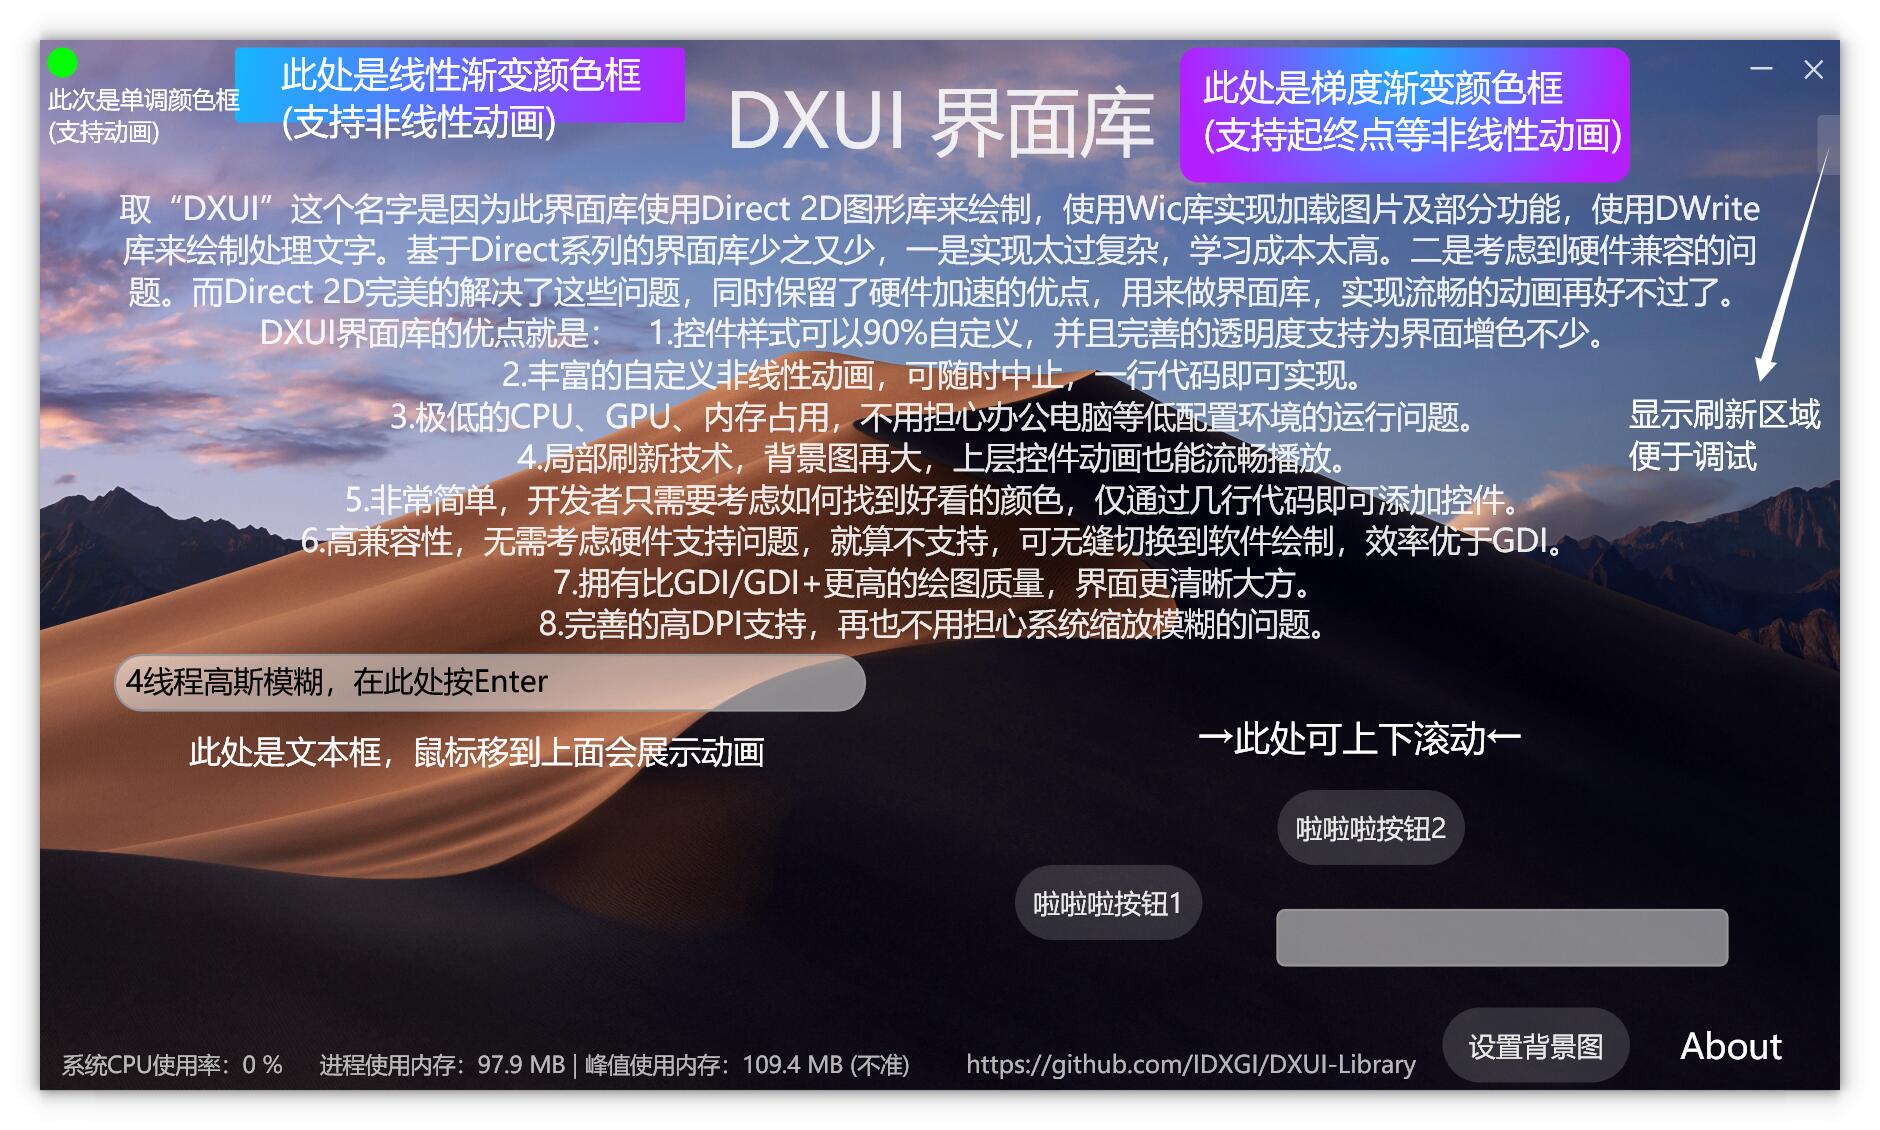 此次是单调颜色框
(支持动画)
此处是线性渐变颜色框
(支持非线性动画)
DXUI 界面库
此处是梯度渐变颜色框
(支持起终点等非线性动画)
取“DXUI”这个名字是因为此界面库使用Direct 2D图形库来绘制，使用Wic库实现加载图片及部分功能，使用DWrite
库来绘制处理文字。基于Direct系列的界面库少之又少，一是实现太过复杂，学习成本太高。二是考虑到硬件兼容的问
题。而Direct 2D完美的解决了这些问题，同时保留了硬件加速的优点，用来做界面库，实现流畅的动画再好不过了。
DXUI界面库的优点就是： 1.控件样式可以90%自定义，并且完善的透明度支持为界面增色不少。
2.丰富的自定义非线性动画，可随时中止，一行代码即可实现。
3.极低的CPU、GPU、内存占用，不用担心办公电脑等低配置环境的运行问题。
4.局部刷新技术，背景图再大，上层控件动画也能流畅播放。
5.非常简单，开发者只需要考虑如何找到好看的颜色，仅通过几行代码即可添加控件。
6.高兼容性，无需考虑硬件支持问题，就算不支持，可无缝切换到软件绘制，效率优于GDI。
7.拥有比GDI/GDI+更高的绘图质量，界面更清晰大方。
8.完善的高DPI支持，再也不用担心系统缩放模糊的问题。
显示刷新区域
便于调试
4线程高斯模糊，在此处按Enter
此处是文本框，鼠标移到上面会展示动画
→此处可上下滚动←
啦啦啦按钮2
啦啦啦按钮1
设置背景图
About
系统CPU使用率：0 %
进程使用内存：97.9 MB | 峰值使用内存：109.4 MB (不准)
https://github.com/IDXGI/DXUI-Library